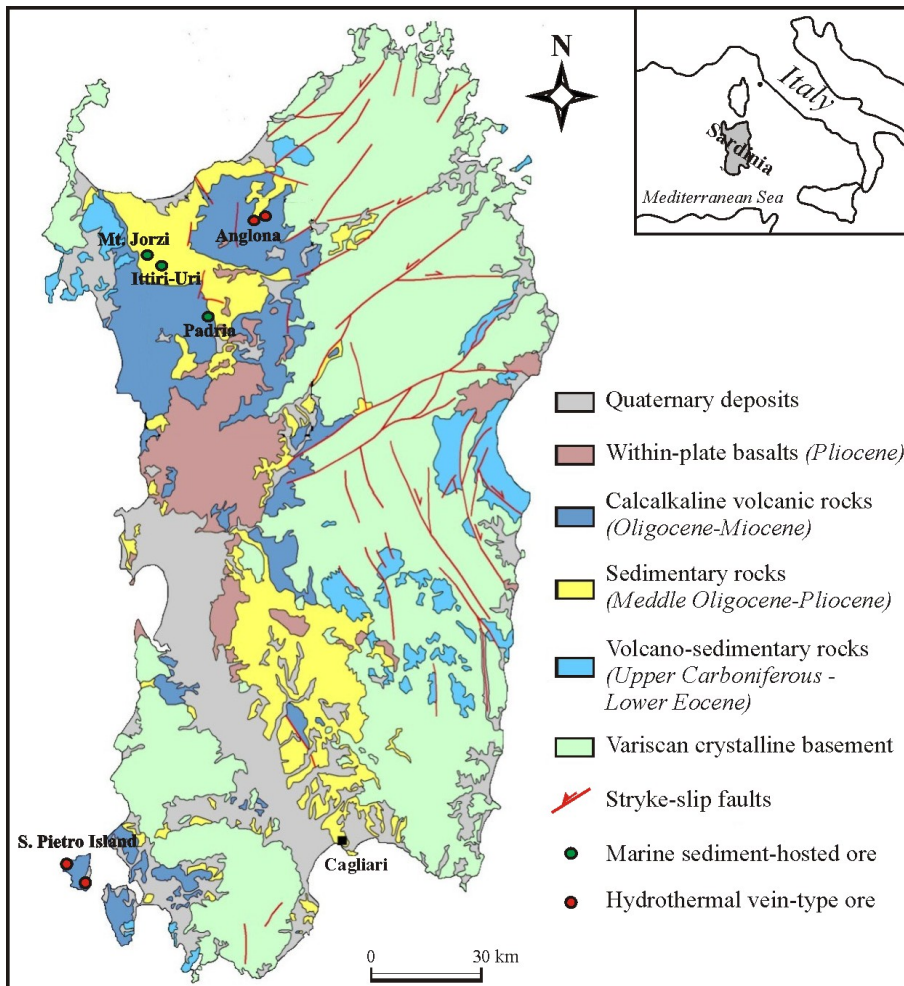 N
Italy
Sardinia
Mediterranean Sea
Mt. Jorzi
Anglona
Ittiri-Uri
Padria
S. Pietro Island
Cagliari
0 30 km
Quaternary deposits
Within-plate basalts (Pliocene)
Calcalkaline volcanic rocks
(Oligocene-Miocene)
Sedimentary rocks
(Meddle Oligocene-Pliocene)
Volcano-sedimentary rocks
(Upper Carboniferous -
Lower Eocene)
Variscan crystalline basement
Stryke-slip faults
Marine sediment-hosted ore
Hydrothermal vein-type ore